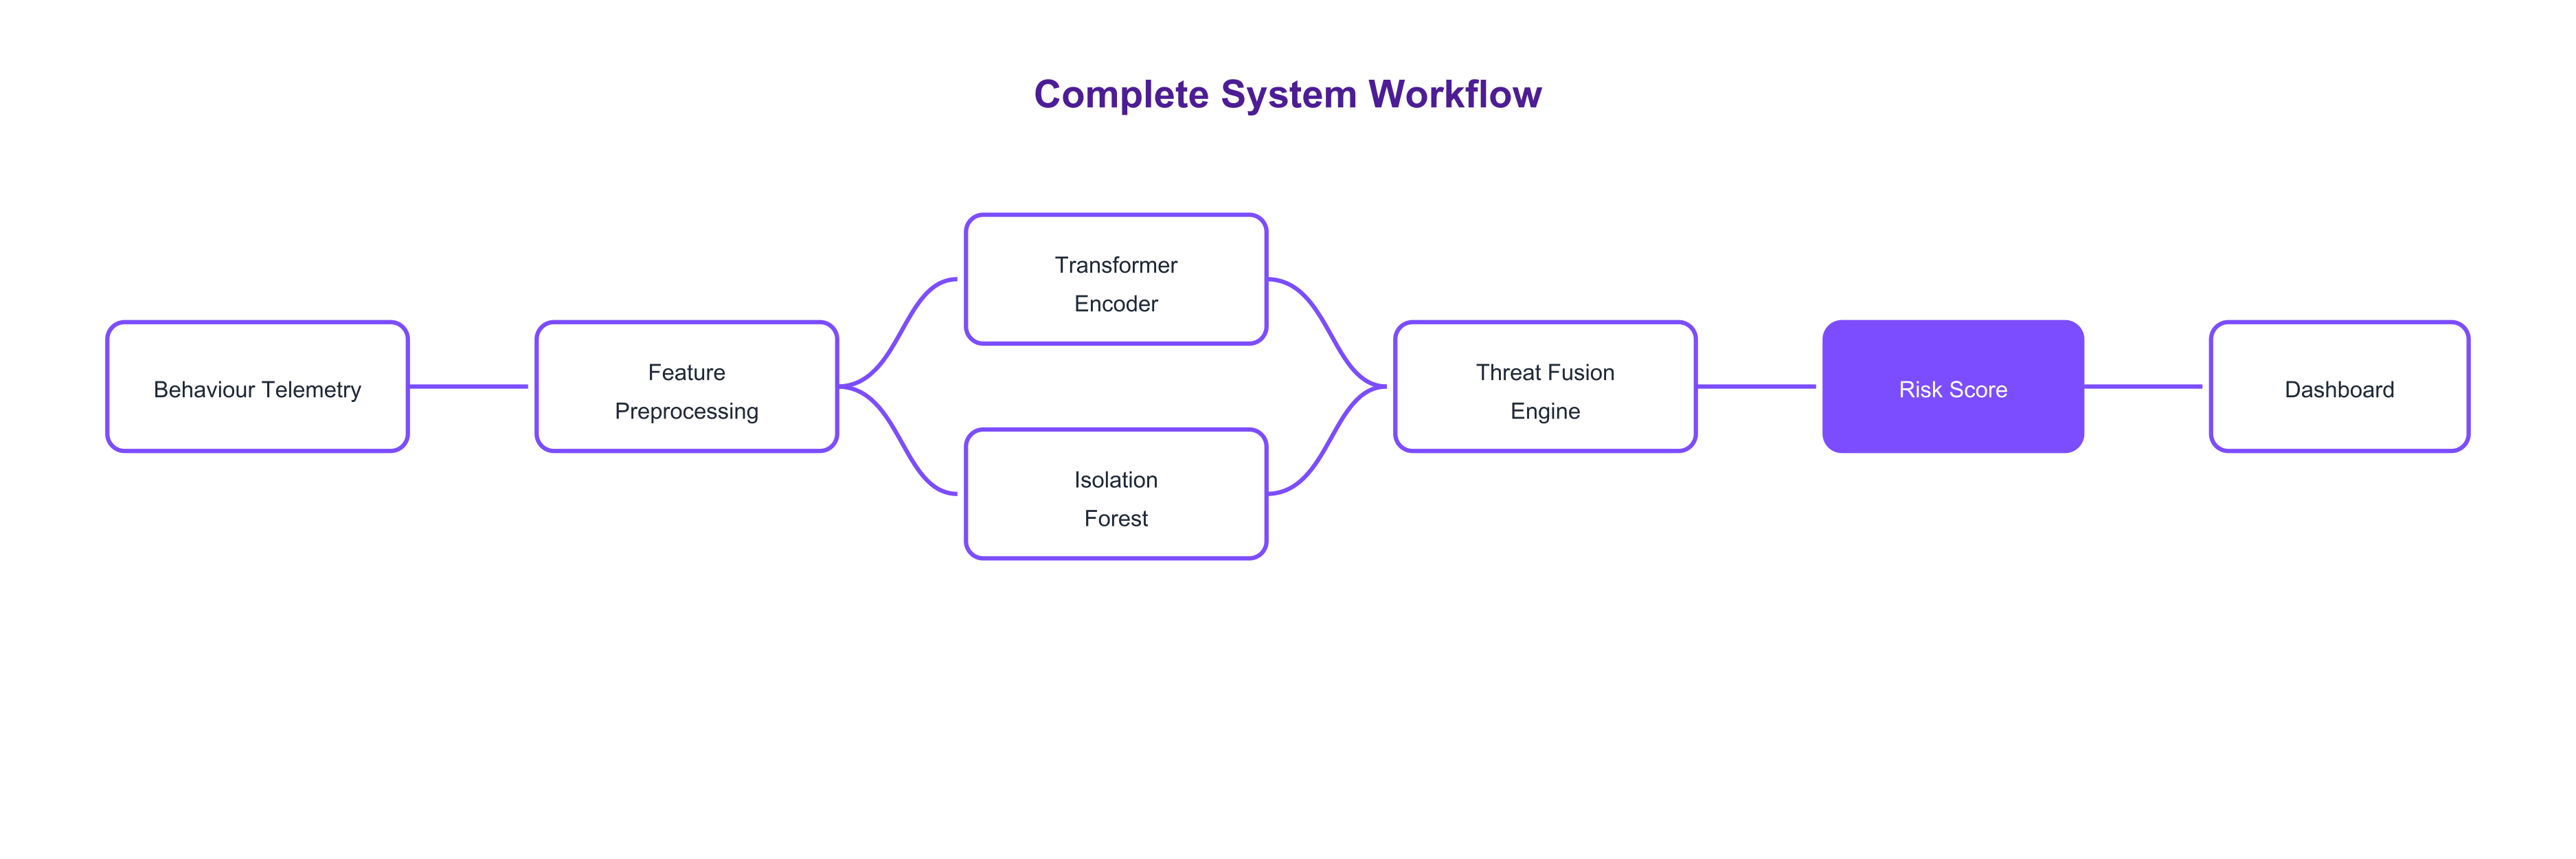 Complete System Workflow
Behaviour Telemetry
Feature
Preprocessing
Transformer
Encoder
Isolation
Forest
Threat Fusion
Engine
Risk Score
Dashboard